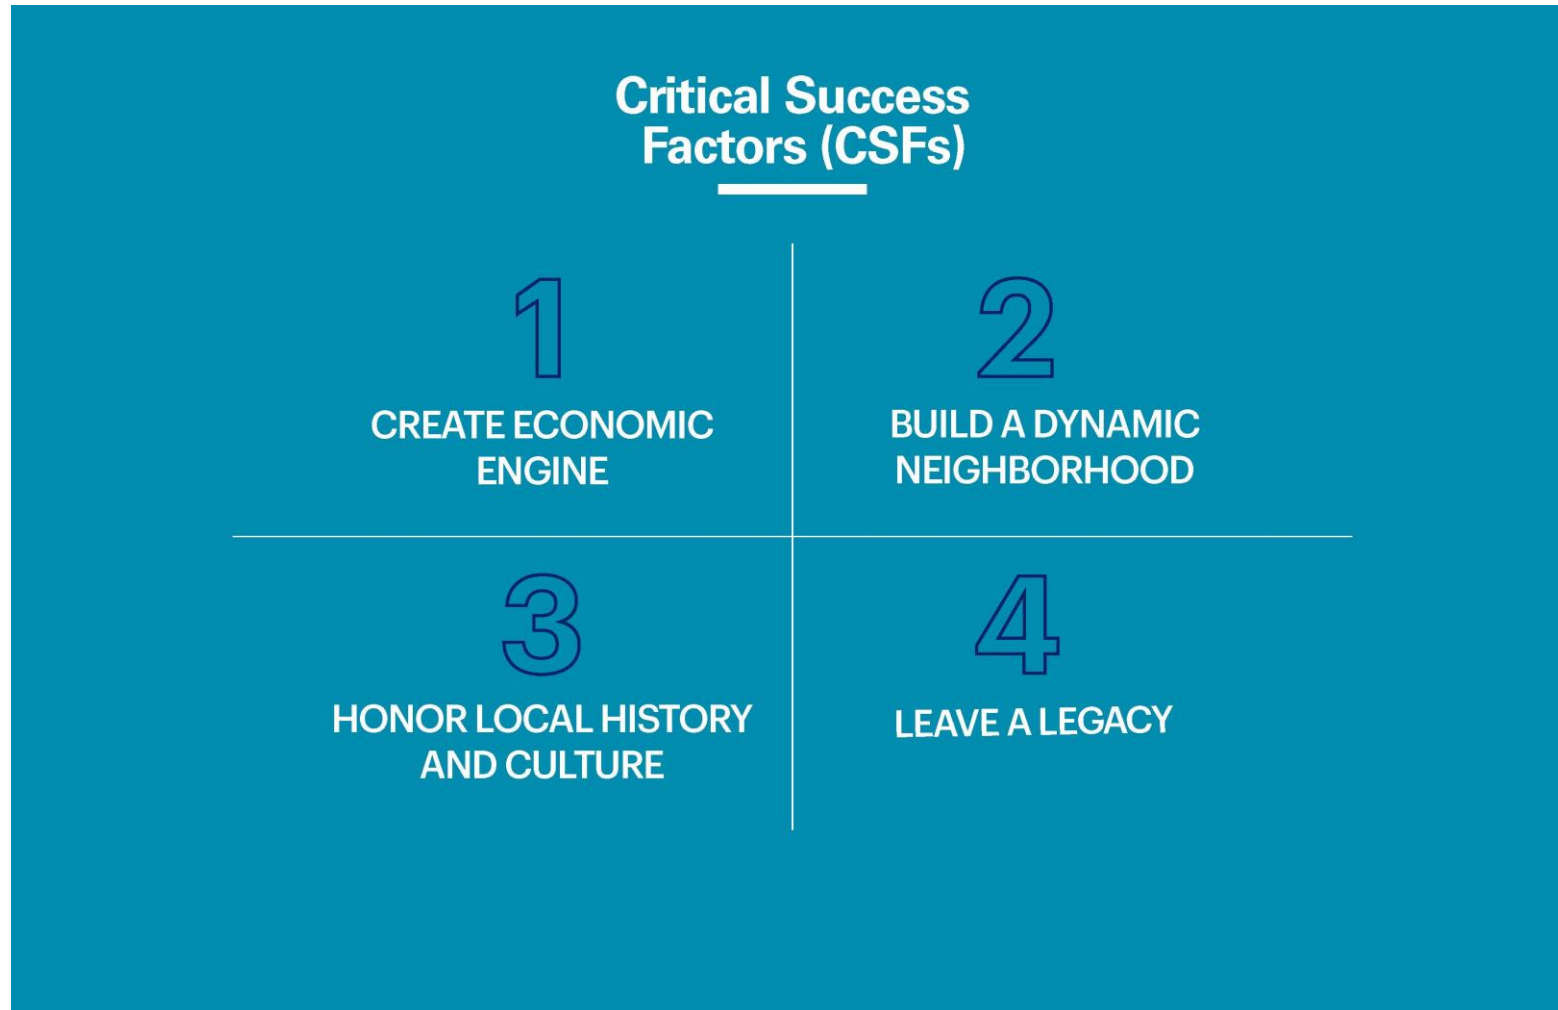 Critical Success
Factors (CSFs)
1
CREATE ECONOMIC
ENGINE
2
BUILD A DYNAMIC
NEIGHBORHOOD
3
HONOR LOCAL HISTORY
AND CULTURE
4
LEAVE A LEGACY